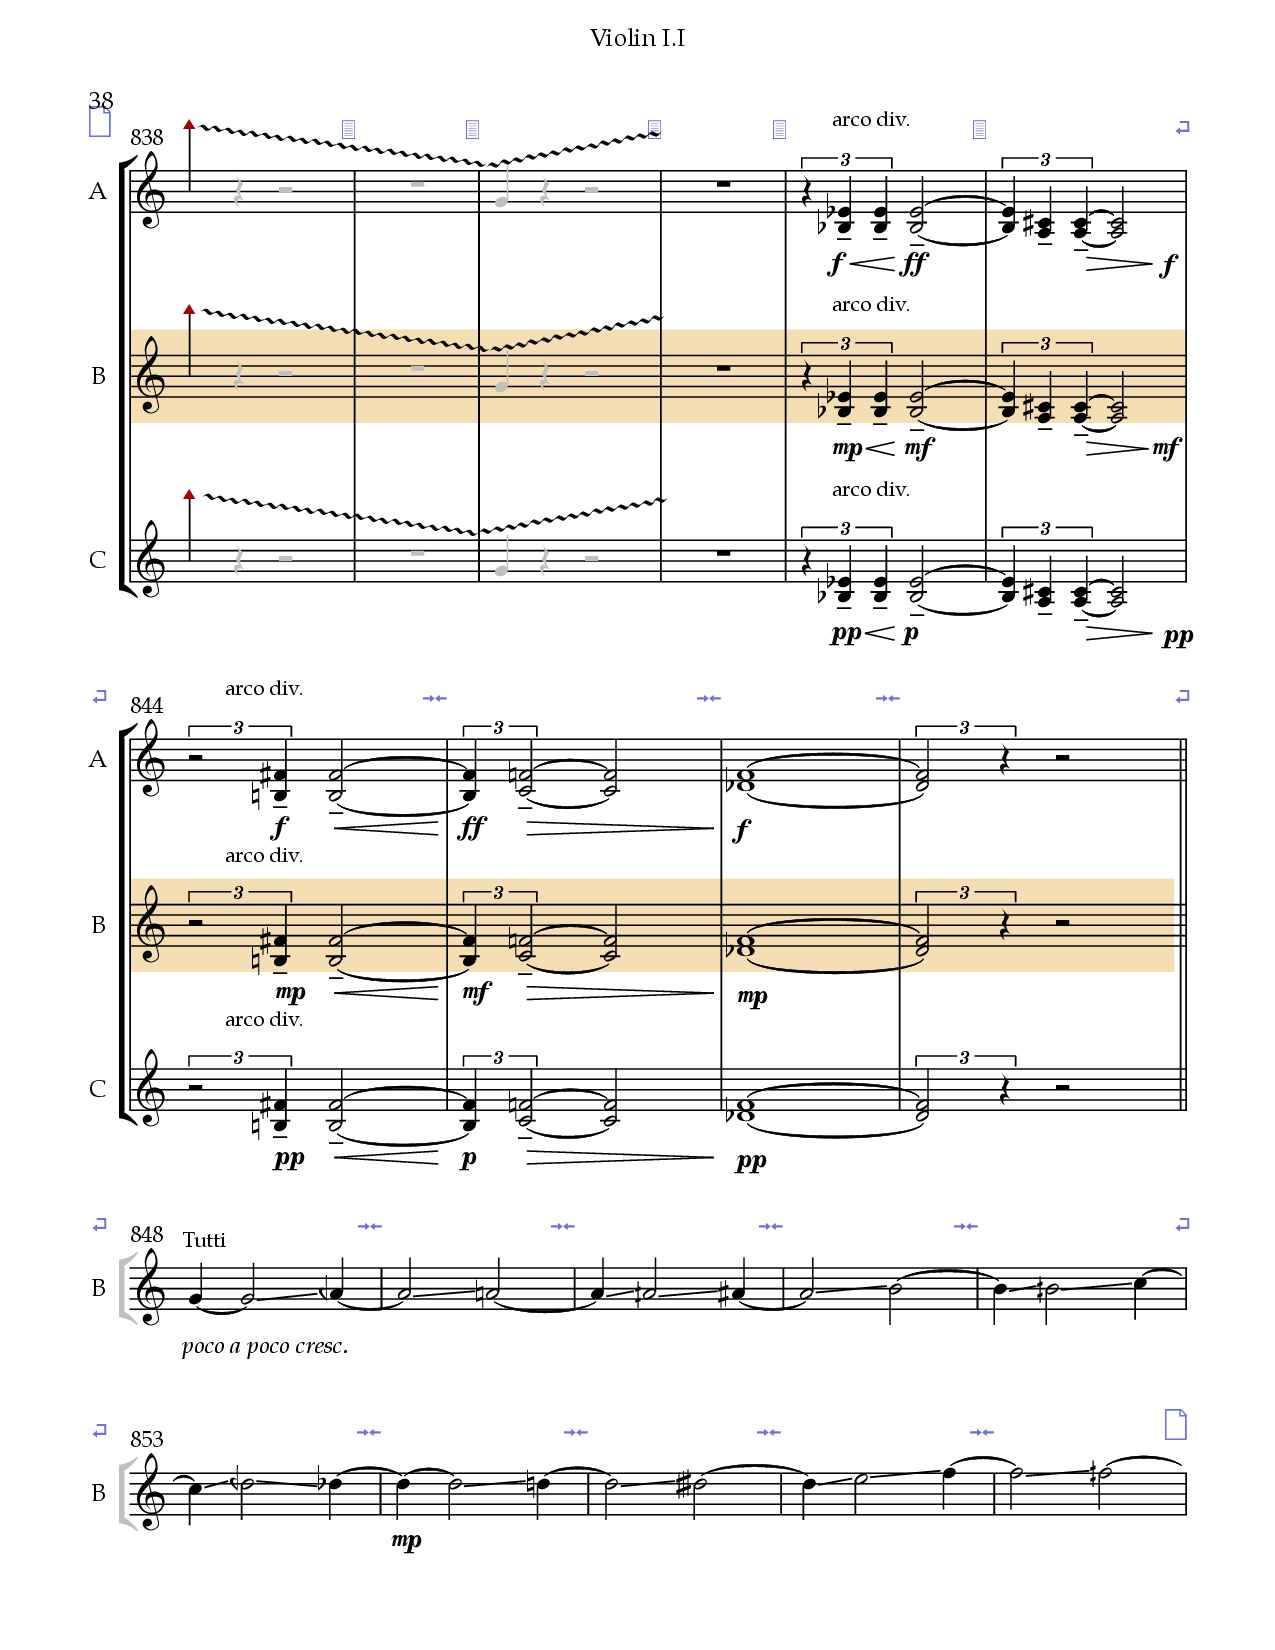 Violin I.I
38
838
arco div.
3 3
A
f ff f
arco div.
3 3
B
mp mf mf
arco div.
3 3
C
pp p pp
844
arco div.
3 3 3
A
f ff f
arco div.
3 3 3
B
mp mf mp
arco div.
3 3 3
C
pp p pp
848
Tutti
B
poco a poco cresc.
853
B
mp